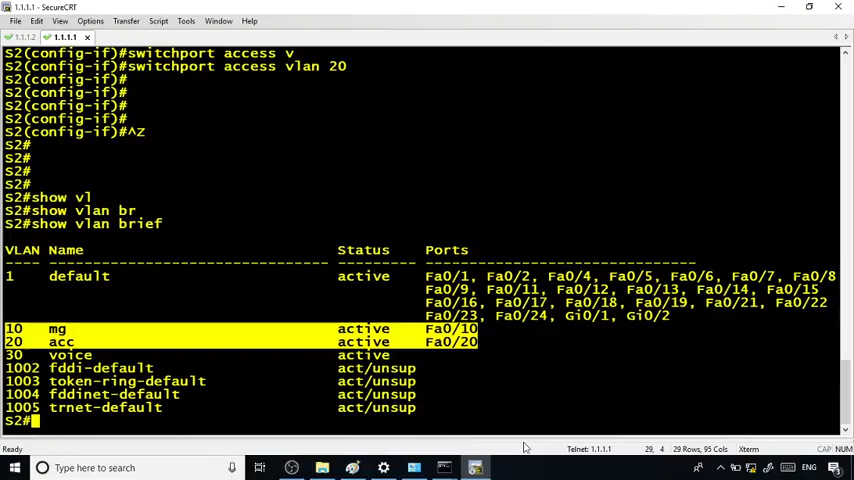 1.1.1.1 - SecureCRT
File Edit View Options Transfer Script Tools Window Help
1.1.1.2 1.1.1.1
S2(config-if)#switchport access v
S2(config-if)#switchport access vlan 20
S2(config-if)#
S2(config-if)#
S2(config-if)#
S2(config-if)#
S2(config-if)#^Z
S2#
S2#
S2#
S2#
S2#show vl
S2#show vlan br
S2#show vlan brief
VLAN Name Status Ports
---- -------------------------------- --------- -------------------------------
1 default active Fa0/1, Fa0/2, Fa0/4, Fa0/5, Fa0/6, Fa0/7, Fa0/8
Fa0/9, Fa0/11, Fa0/12, Fa0/13, Fa0/14, Fa0/15
Fa0/16, Fa0/17, Fa0/18, Fa0/19, Fa0/21, Fa0/22
Fa0/23, Fa0/24, Gi0/1, Gi0/2
10 mg active Fa0/10
20 acc active Fa0/20
30 voice active
1002 fddi-default act/unsup
1003 token-ring-default act/unsup
1004 fddinet-default act/unsup
1005 trnet-default act/unsup
S2#
Ready Telnet: 1.1.1.1 29, 4 29 Rows, 95 Cols Xterm CAP NUM
Type here to search ENG 3